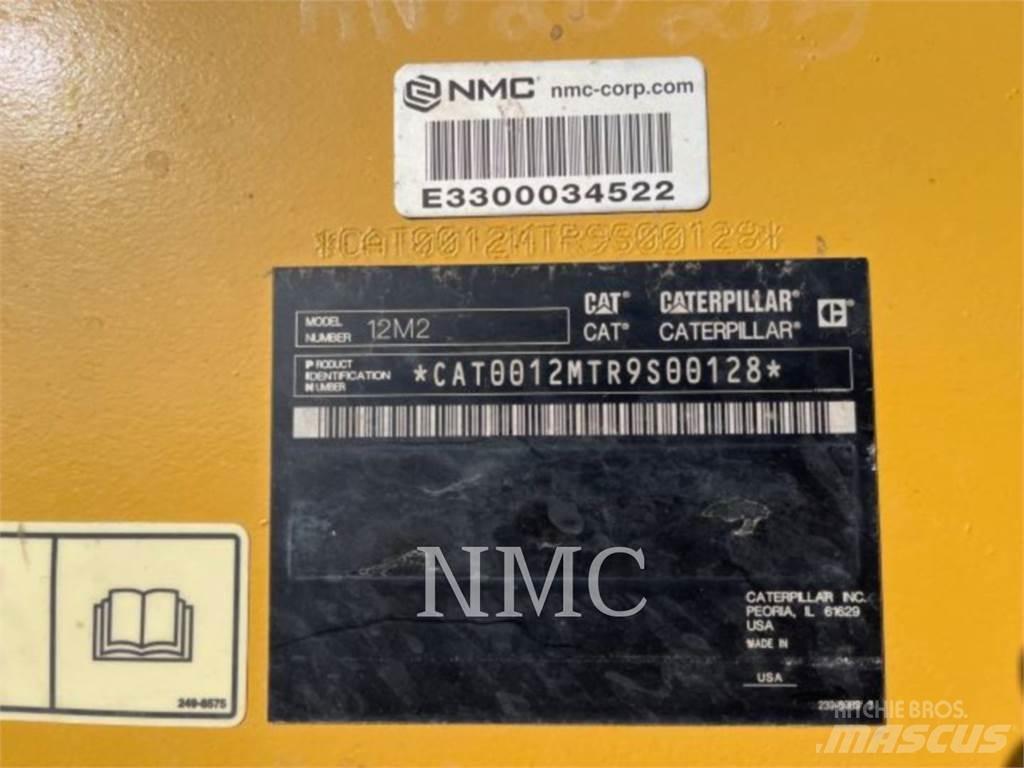 NMC nmc-corp.com
E3300034522
*CAT0012MTR9S00128*
CAT® CATERPILLAR®
MODEL NUMBER 12M2
CAT® CATERPILLAR®
PRODUCT IDENTIFICATION NUMBER *CAT0012MTR9S00128*
NMC
CATERPILLAR INC.
PEORIA, IL 61629
USA
MADE IN
USA
249-8575
RITCHIE BROS.
MASCUS